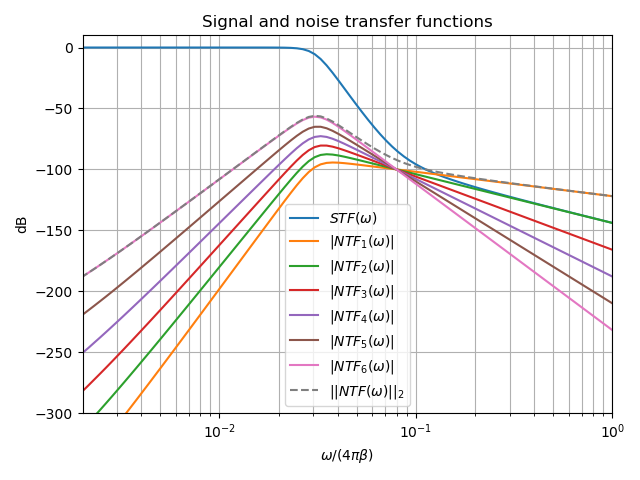 Signal and noise transfer functions
dB
0
−50
−100
−150
−200
−250
−300
STF(ω)
|NTF₁(ω)|
|NTF₂(ω)|
|NTF₃(ω)|
|NTF₄(ω)|
|NTF₅(ω)|
|NTF₆(ω)|
||NTF(ω)||₂
10⁻² 10⁻¹ 10⁰
ω/(4πβ)